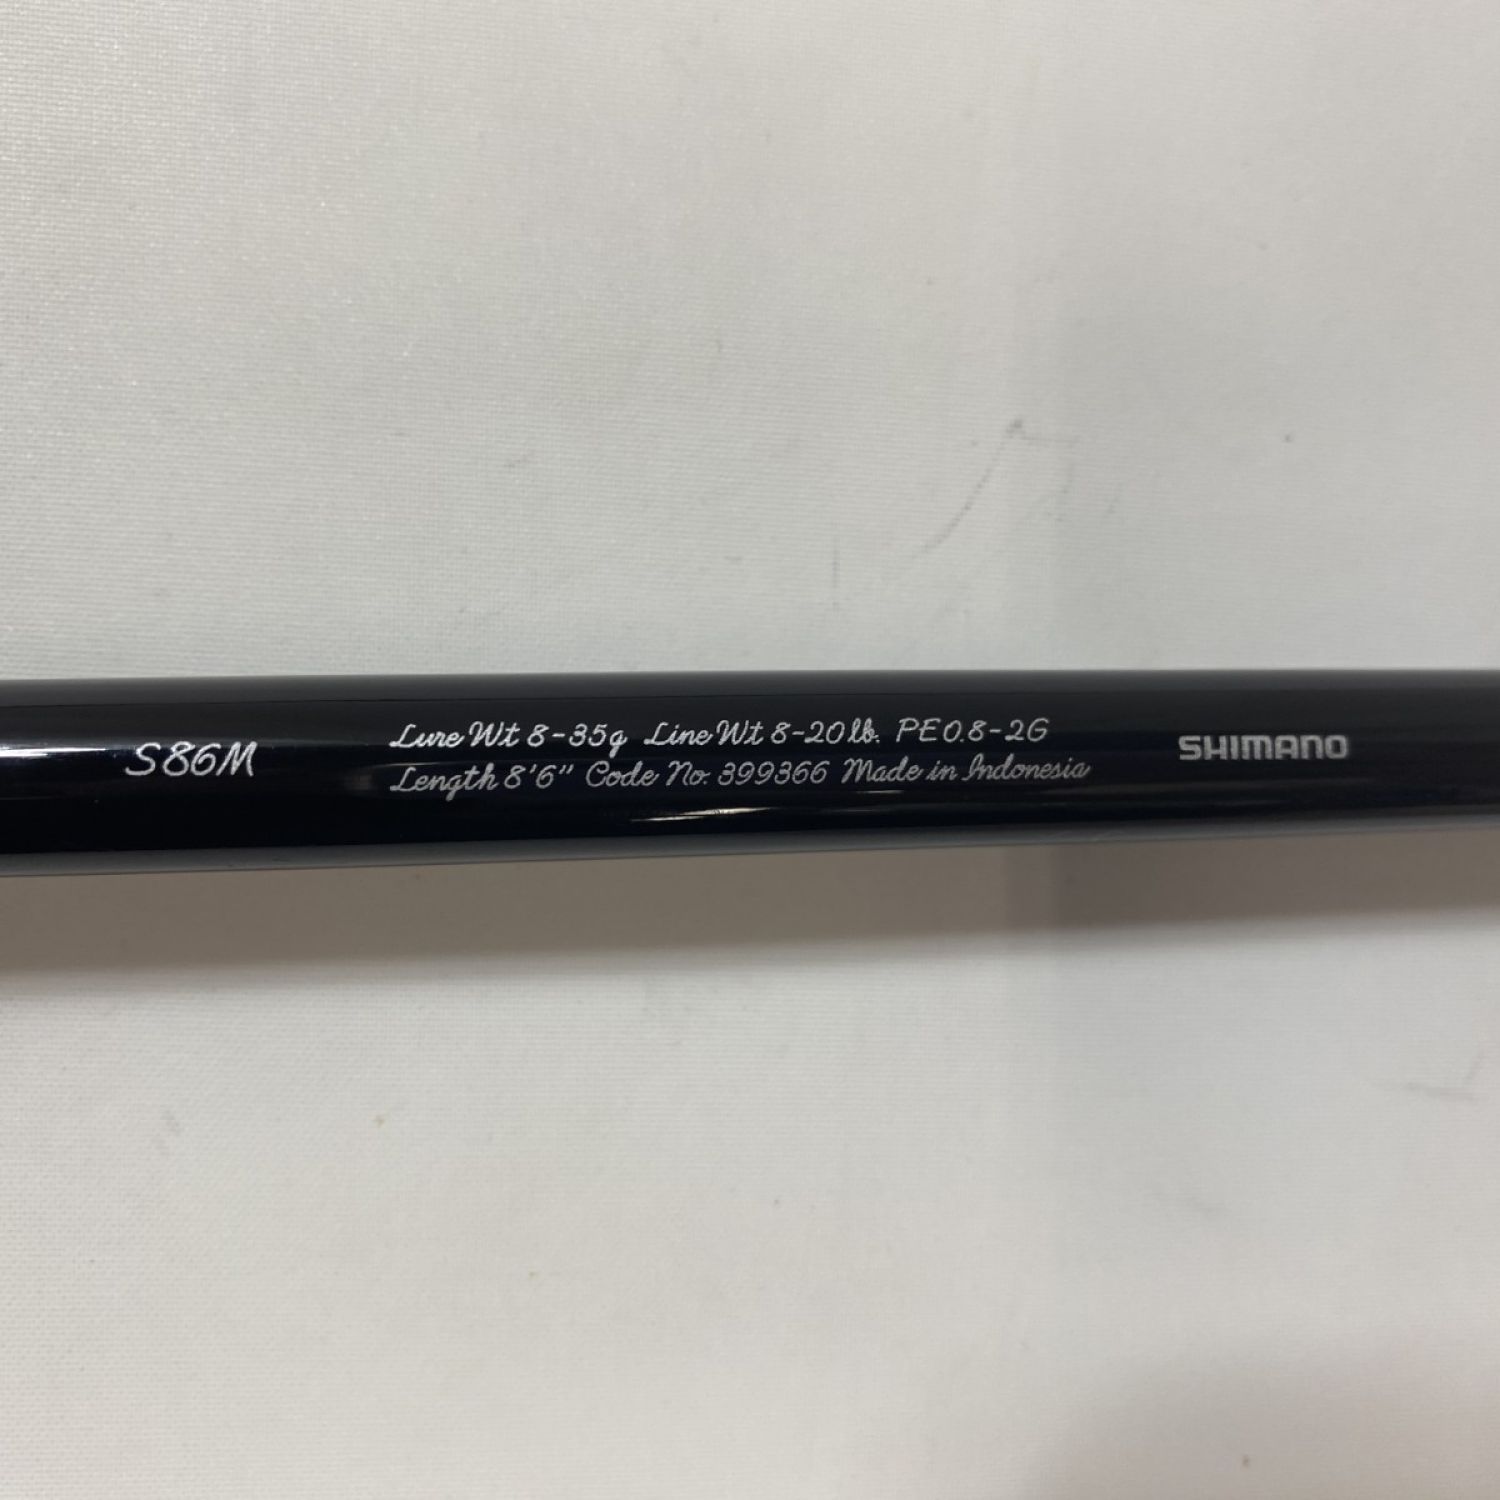 S86M
Lure Wt 8-35g Line Wt 8-20lb. PE0.8-2G
Length 8'6" Code No. 399366 Made in Indonesia
SHIMANO